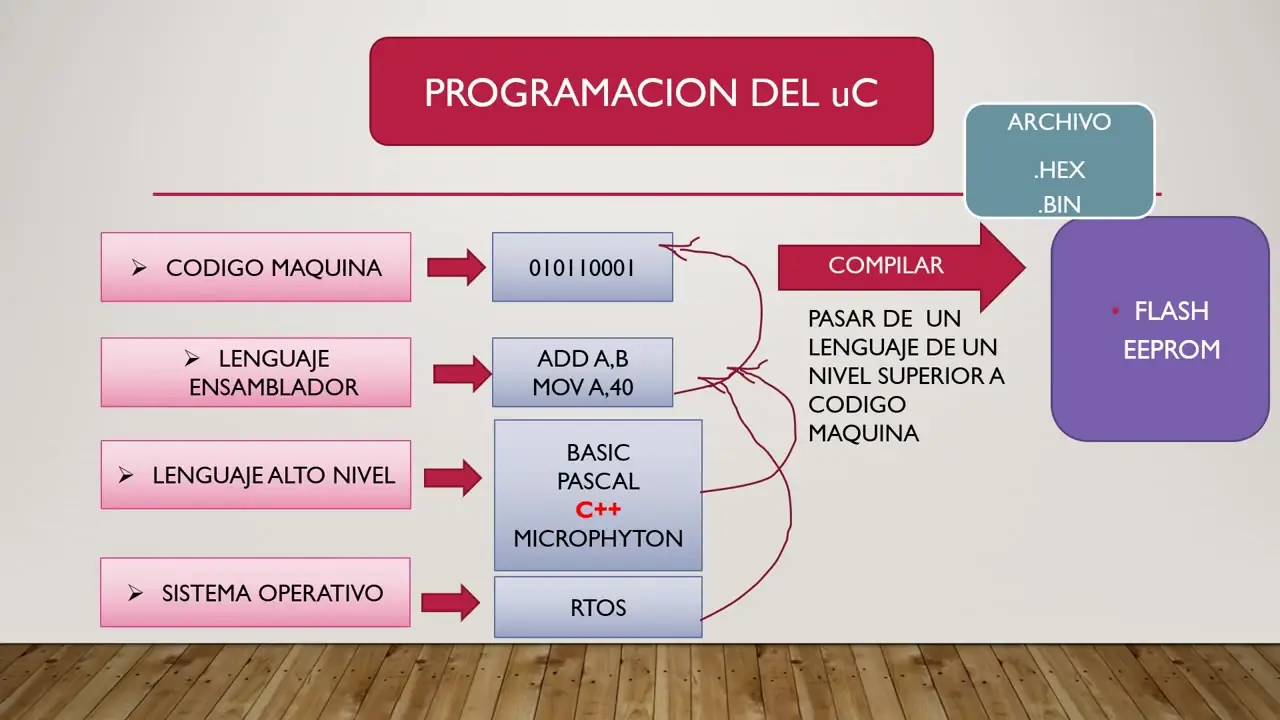 PROGRAMACION DEL uC
ARCHIVO
.HEX
.BIN
CODIGO MAQUINA
010110001
COMPILAR
PASAR DE UN
LENGUAJE DE UN
NIVEL SUPERIOR A
CODIGO
MAQUINA
FLASH
EEPROM
LENGUAJE
ENSAMBLADOR
ADD A,B
MOV A,40
LENGUAJE ALTO NIVEL
BASIC
PASCAL
C++
MICROPHYTON
SISTEMA OPERATIVO
RTOS